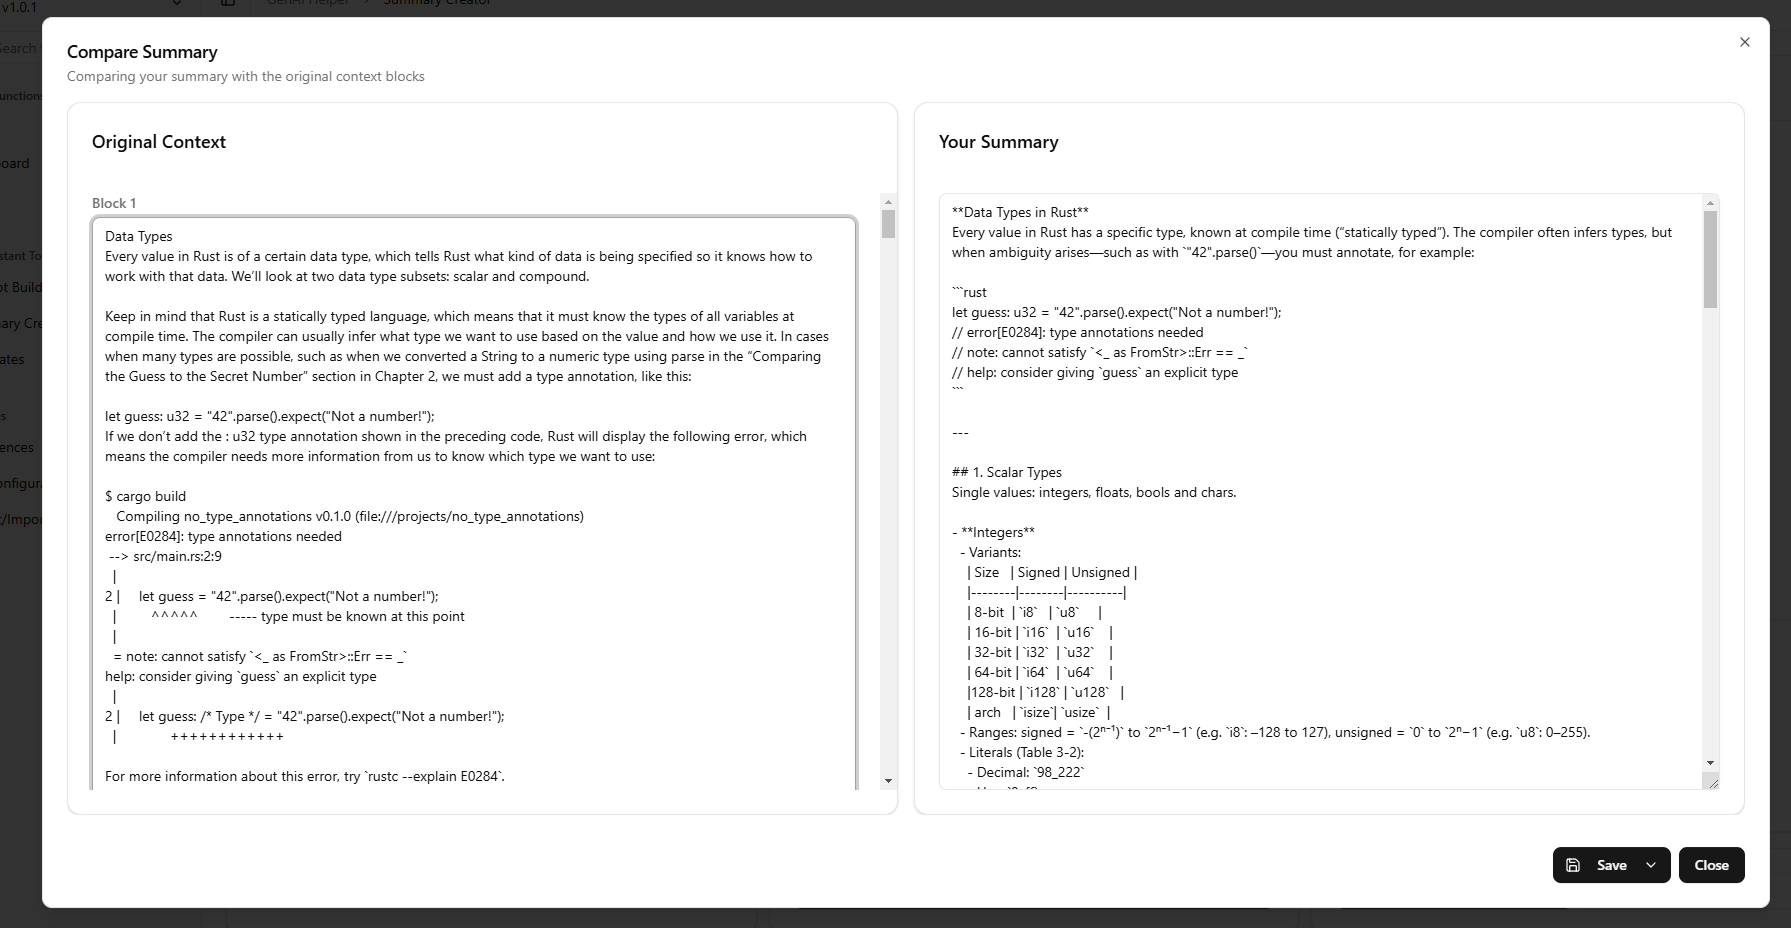 v1.0.1
GenAI Helper > Summary Creator
Search
unctions
oard
stant To
pt Build
ary Cre
ates
s
ences
onfigura
t/Impor
Compare Summary
Comparing your summary with the original context blocks
Original Context
Block 1
Data Types
Every value in Rust is of a certain data type, which tells Rust what kind of data is being specified so it knows how to
work with that data. We’ll look at two data type subsets: scalar and compound.
Keep in mind that Rust is a statically typed language, which means that it must know the types of all variables at
compile time. The compiler can usually infer what type we want to use based on the value and how we use it. In cases
when many types are possible, such as when we converted a String to a numeric type using parse in the “Comparing
the Guess to the Secret Number” section in Chapter 2, we must add a type annotation, like this:
let guess: u32 = "42".parse().expect("Not a number!");
If we don’t add the : u32 type annotation shown in the preceding code, Rust will display the following error, which
means the compiler needs more information from us to know which type we want to use:
$ cargo build
   Compiling no_type_annotations v0.1.0 (file:///projects/no_type_annotations)
error[E0284]: type annotations needed
 --> src/main.rs:2:9
  |
2 |     let guess = "42".parse().expect("Not a number!");
  |         ^^^^^        ----- type must be known at this point
  |
  = note: cannot satisfy `<_ as FromStr>::Err == _`
help: consider giving `guess` an explicit type
  |
2 |     let guess: /* Type */ = "42".parse().expect("Not a number!");
  |              ++++++++++++
For more information about this error, try `rustc --explain E0284`.
Your Summary
**Data Types in Rust**
Every value in Rust has a specific type, known at compile time (“statically typed”). The compiler often infers types, but
when ambiguity arises—such as with `"42".parse()`—you must annotate, for example:
```rust
let guess: u32 = "42".parse().expect("Not a number!");
// error[E0284]: type annotations needed
// note: cannot satisfy `<_ as FromStr>::Err == _`
// help: consider giving `guess` an explicit type
```
---
## 1. Scalar Types
Single values: integers, floats, bools and chars.
- **Integers**
  - Variants:
    | Size   | Signed | Unsigned |
    |--------|--------|----------|
    | 8-bit  | `i8`   | `u8`     |
    | 16-bit | `i16`  | `u16`    |
    | 32-bit | `i32`  | `u32`    |
    | 64-bit | `i64`  | `u64`    |
    |128-bit | `i128` | `u128`   |
    | arch   | `isize`| `usize`  |
  - Ranges: signed = `-(2ⁿ⁻¹)` to `2ⁿ⁻¹−1` (e.g. `i8`: –128 to 127), unsigned = `0` to `2ⁿ−1` (e.g. `u8`: 0–255).
  - Literals (Table 3-2):
    - Decimal: `98_222`
Save
Close